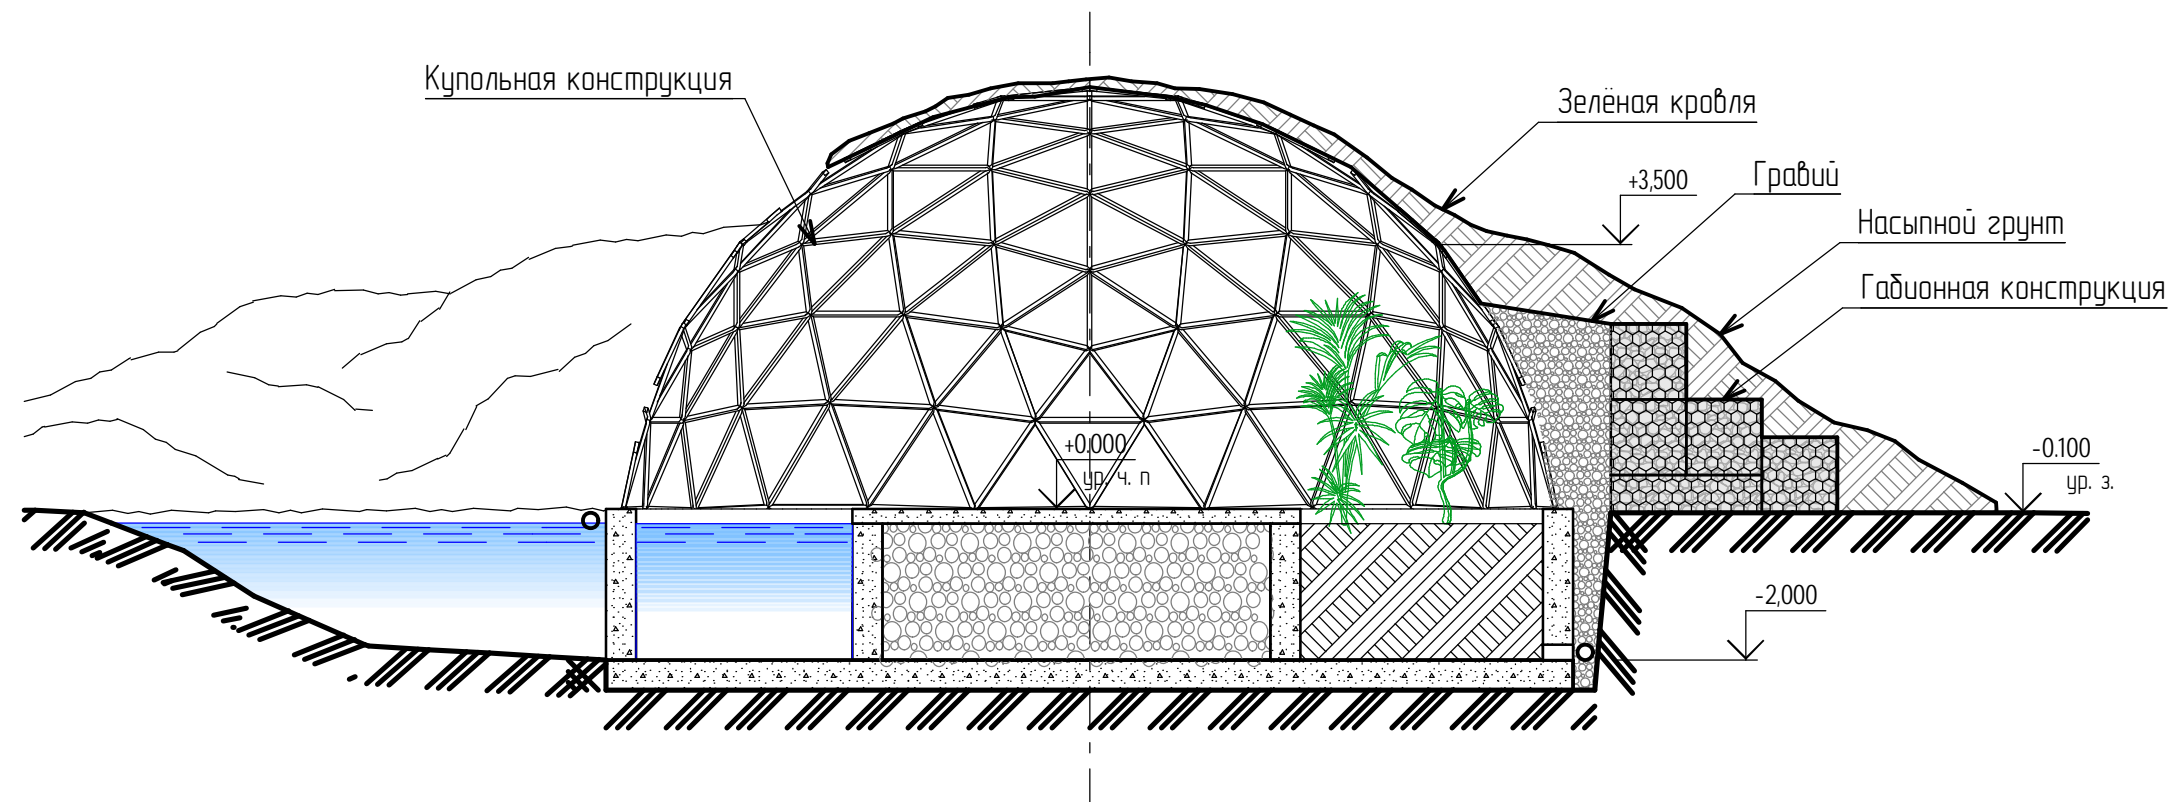 Купольная конструкция
Зелёная кровля
+3,500
Гравий
Насыпной грунт
Габионная конструкция
+0.000
ур. ч. п
-0.100
ур. з.
-2,000